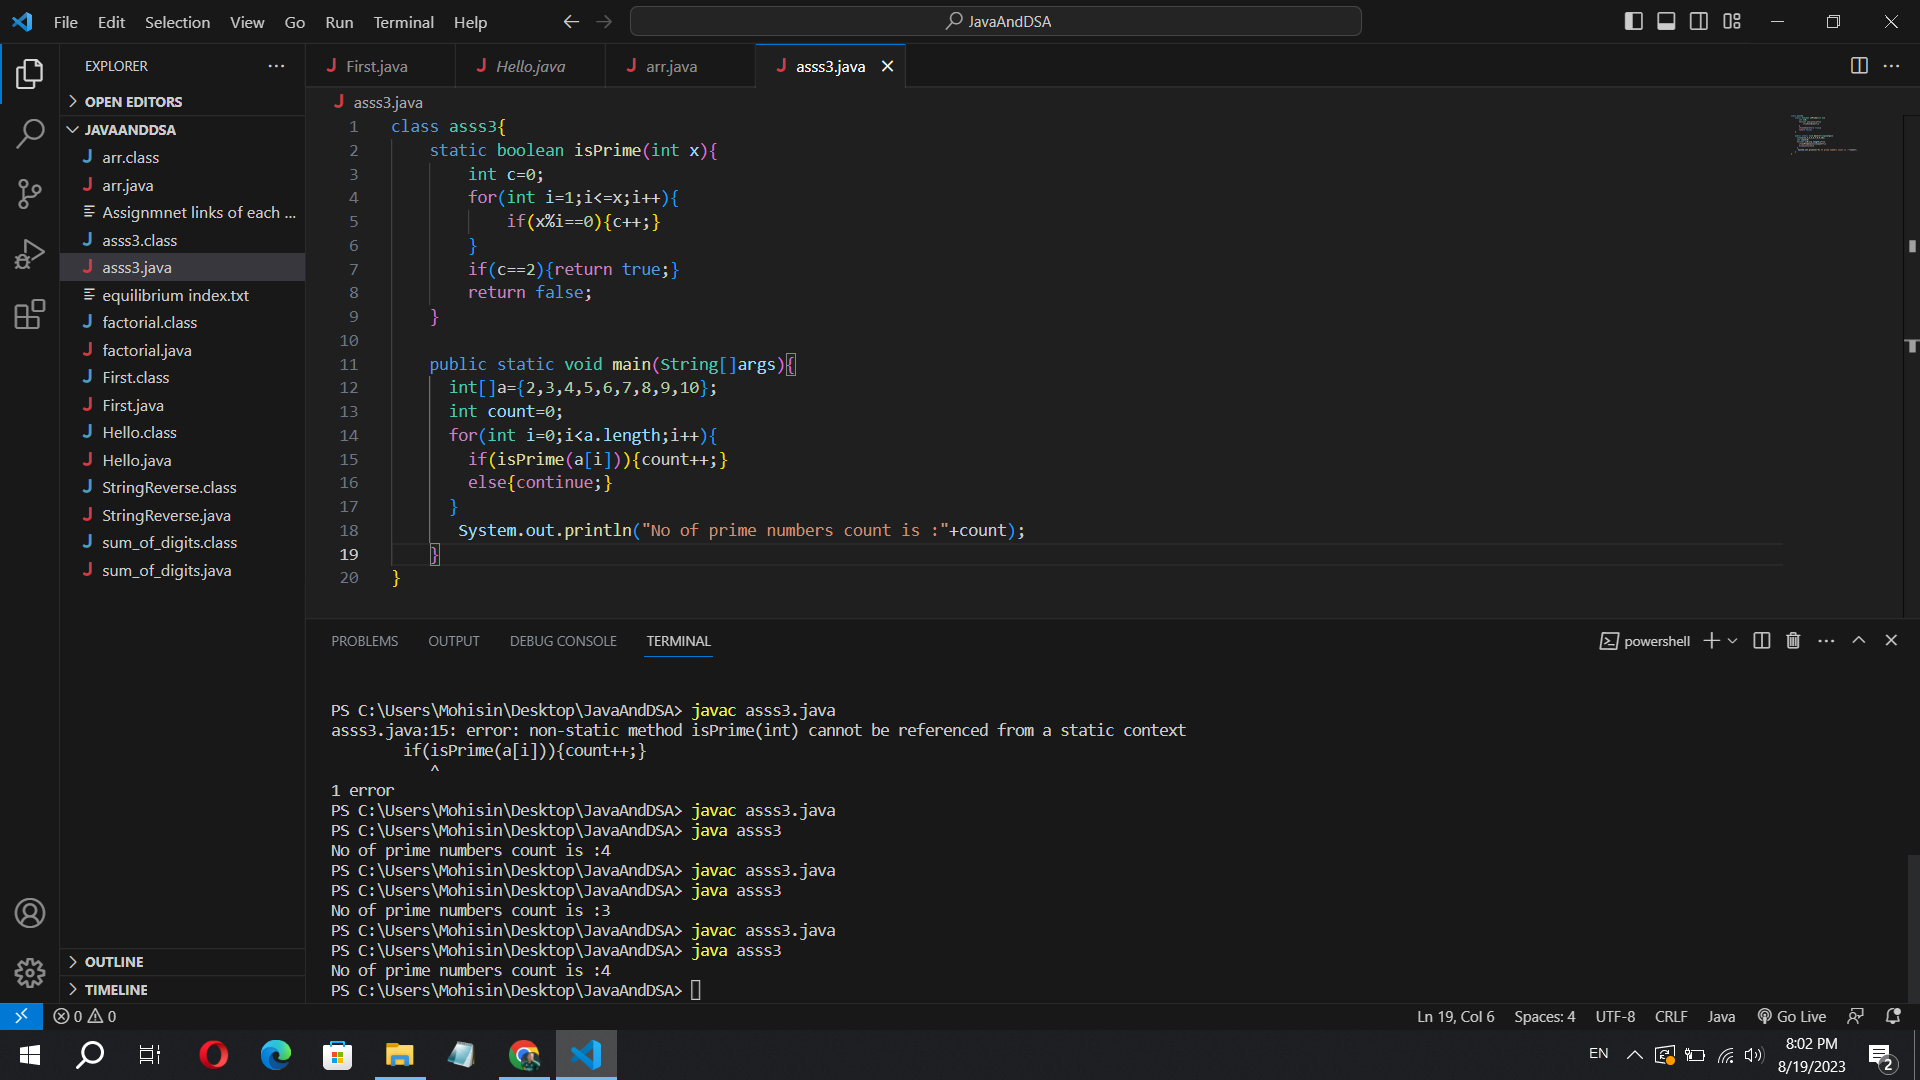 File Edit Selection View Go Run Terminal Help
JavaAndDSA
EXPLORER
OPEN EDITORS
JAVAANDDSA
J arr.class
J arr.java
Assignmnet links of each ...
J asss3.class
J asss3.java
equilibrium index.txt
J factorial.class
J factorial.java
J First.class
J First.java
J Hello.class
J Hello.java
J StringReverse.class
J StringReverse.java
J sum_of_digits.class
J sum_of_digits.java
OUTLINE
TIMELINE
J First.java J Hello.java J arr.java J asss3.java
J asss3.java
1 class asss3{
2 static boolean isPrime(int x){
3 int c=0;
4 for(int i=1;i<=x;i++){
5 if(x%i==0){c++;}
6 }
7 if(c==2){return true;}
8 return false;
9 }
10
11 public static void main(String[]args){
12 int[]a={2,3,4,5,6,7,8,9,10};
13 int count=0;
14 for(int i=0;i<a.length;i++){
15 if(isPrime(a[i])){count++;}
16 else{continue;}
17 }
18 System.out.println("No of prime numbers count is :"+count);
19 }
20 }
PROBLEMS OUTPUT DEBUG CONSOLE TERMINAL
powershell
PS C:\Users\Mohisin\Desktop\JavaAndDSA> javac asss3.java
asss3.java:15: error: non-static method isPrime(int) cannot be referenced from a static context
if(isPrime(a[i])){count++;}
^
1 error
PS C:\Users\Mohisin\Desktop\JavaAndDSA> javac asss3.java
PS C:\Users\Mohisin\Desktop\JavaAndDSA> java asss3
No of prime numbers count is :4
PS C:\Users\Mohisin\Desktop\JavaAndDSA> javac asss3.java
PS C:\Users\Mohisin\Desktop\JavaAndDSA> java asss3
No of prime numbers count is :3
PS C:\Users\Mohisin\Desktop\JavaAndDSA> javac asss3.java
PS C:\Users\Mohisin\Desktop\JavaAndDSA> java asss3
No of prime numbers count is :4
PS C:\Users\Mohisin\Desktop\JavaAndDSA>
0 0
Ln 19, Col 6 Spaces: 4 UTF-8 CRLF Java Go Live
EN
8:02 PM
8/19/2023
2